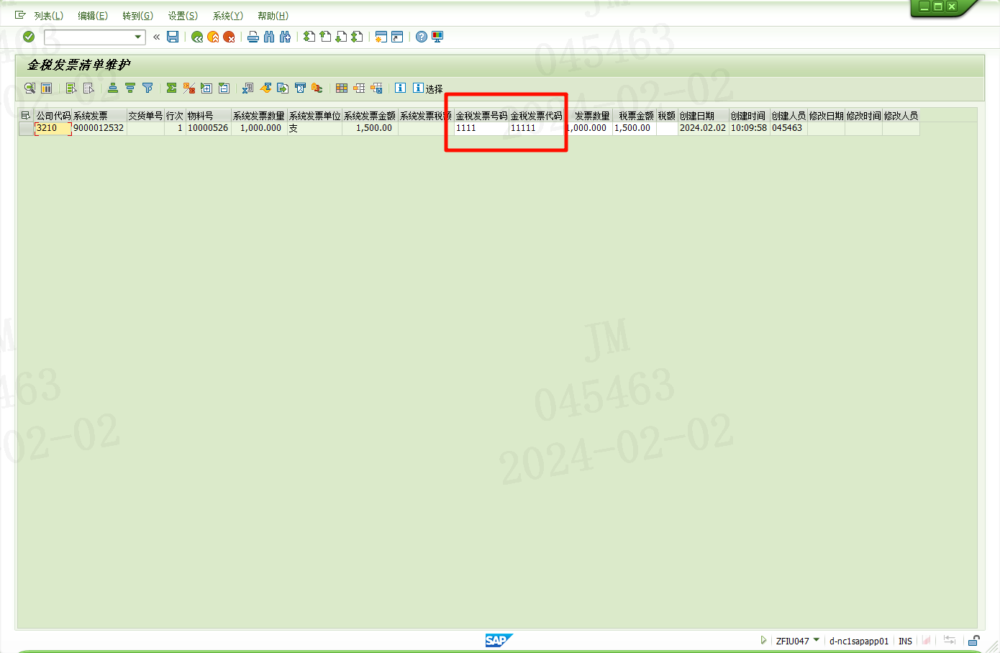 列表(L) 编辑(E) 转到(G) 设置(S) 系统(Y) 帮助(H)
金税发票清单维护
选择
公司代码 系统发票 交货单号 行次 物料号 系统发票数量 系统发票单位 系统发票金额 系统发票税额 金税发票号码 金税发票代码 发票数量 税票金额 税额 创建日期 创建时间 创建人员 修改日期 修改时间 修改人员
3210 9000012532 1 10000526 1,000.000 支 1,500.00 1111 11111 1,000.000 1,500.00 2024.02.02 10:09:58 045463
JM
045463
2024-02-02
JM
045463
2024-02-02
SAP ZFIU047 d-nc1sapapp01 INS